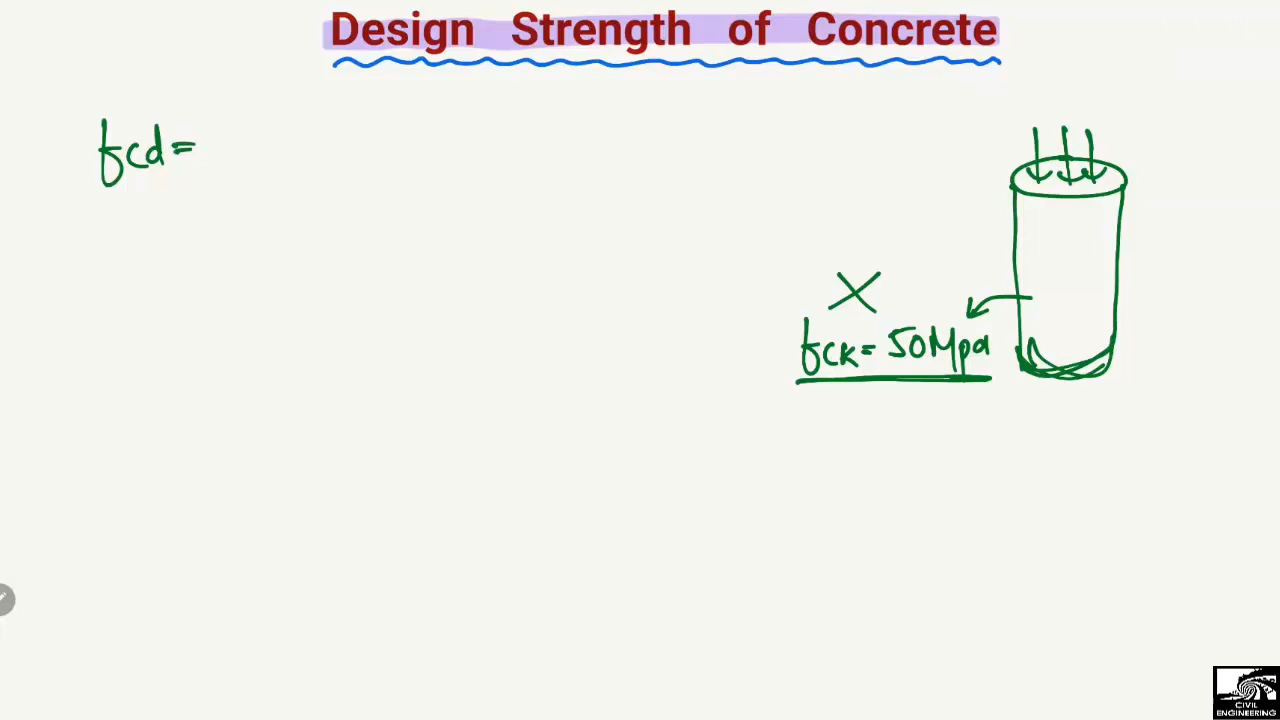 Design Strength of Concrete
fcd=
fck= 50Mpa
CIVIL
ENGINEERING